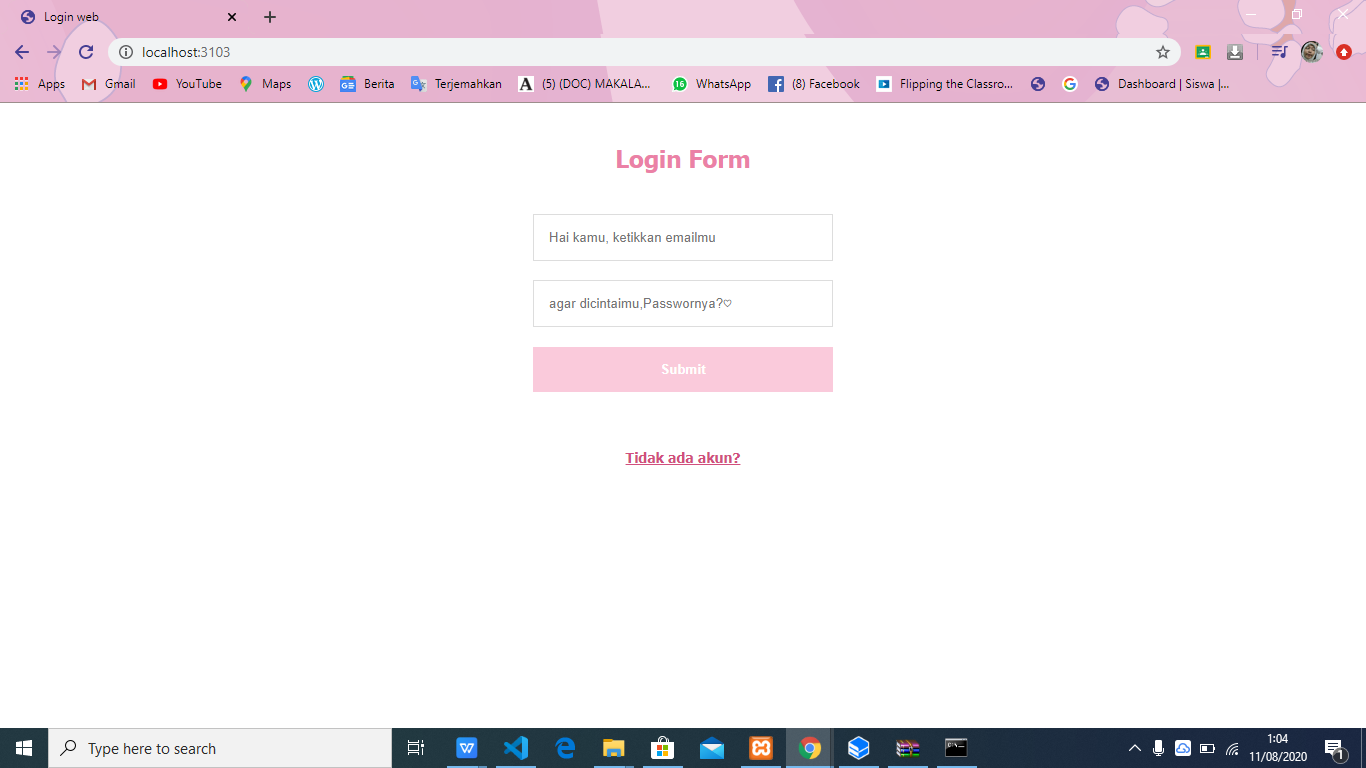 Login web
localhost:3103
Apps Gmail YouTube Maps Berita Terjemahkan (5) (DOC) MAKALA... WhatsApp (8) Facebook Flipping the Classro... Dashboard | Siswa |...
Login Form
Hai kamu, ketikkan emailmu
agar dicintaimu,Passwornya?♡
Submit
Tidak ada akun?
Type here to search
1:04
11/08/2020
1